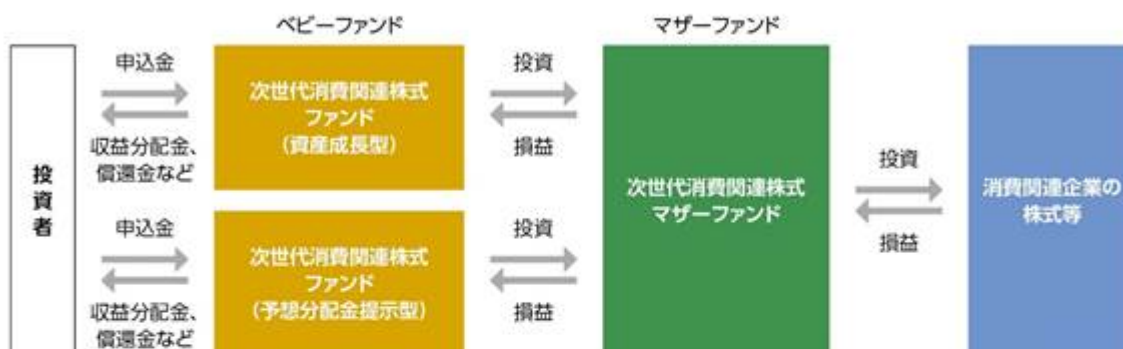 ベビーファンド
マザーファンド
投資者
申込金
収益分配金、
償還金など
次世代消費関連株式
ファンド
(資産成長型)
投資
損益
申込金
収益分配金、
償還金など
次世代消費関連株式
ファンド
(予想分配金提示型)
投資
損益
次世代消費関連株式
マザーファンド
投資
損益
消費関連企業の
株式等